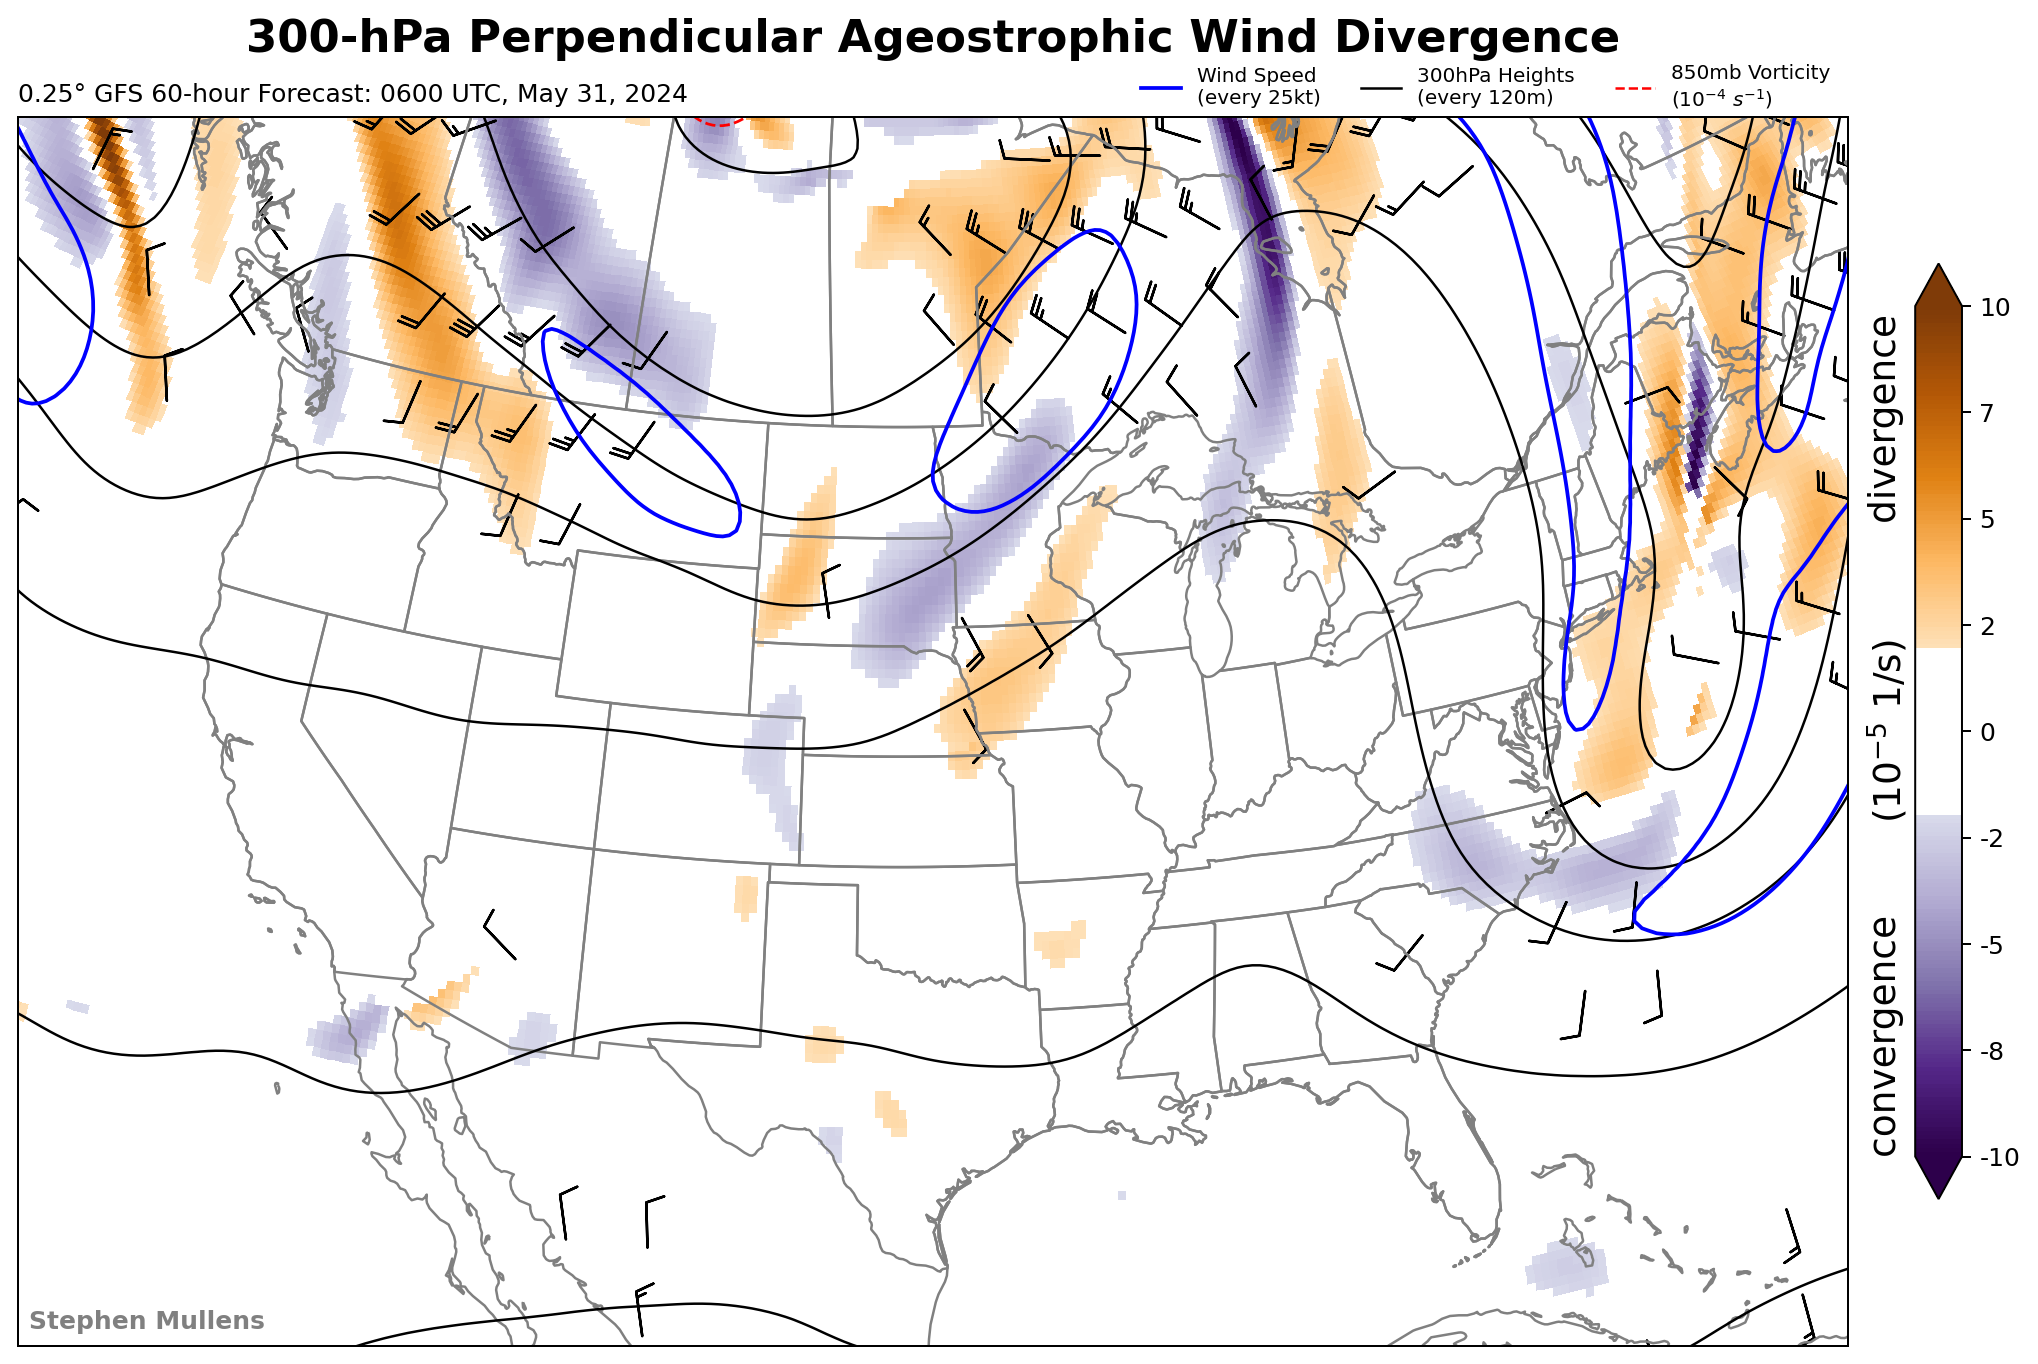 300-hPa Perpendicular Ageostrophic Wind Divergence
0.25° GFS 60-hour Forecast: 0600 UTC, May 31, 2024
Wind Speed
(every 25kt)
300hPa Heights
(every 120m)
850mb Vorticity
(10⁻⁴ s⁻¹)
10
7
5
2
0
-2
-5
-8
-10
convergence (10⁻⁵ 1/s) divergence
Stephen Mullens